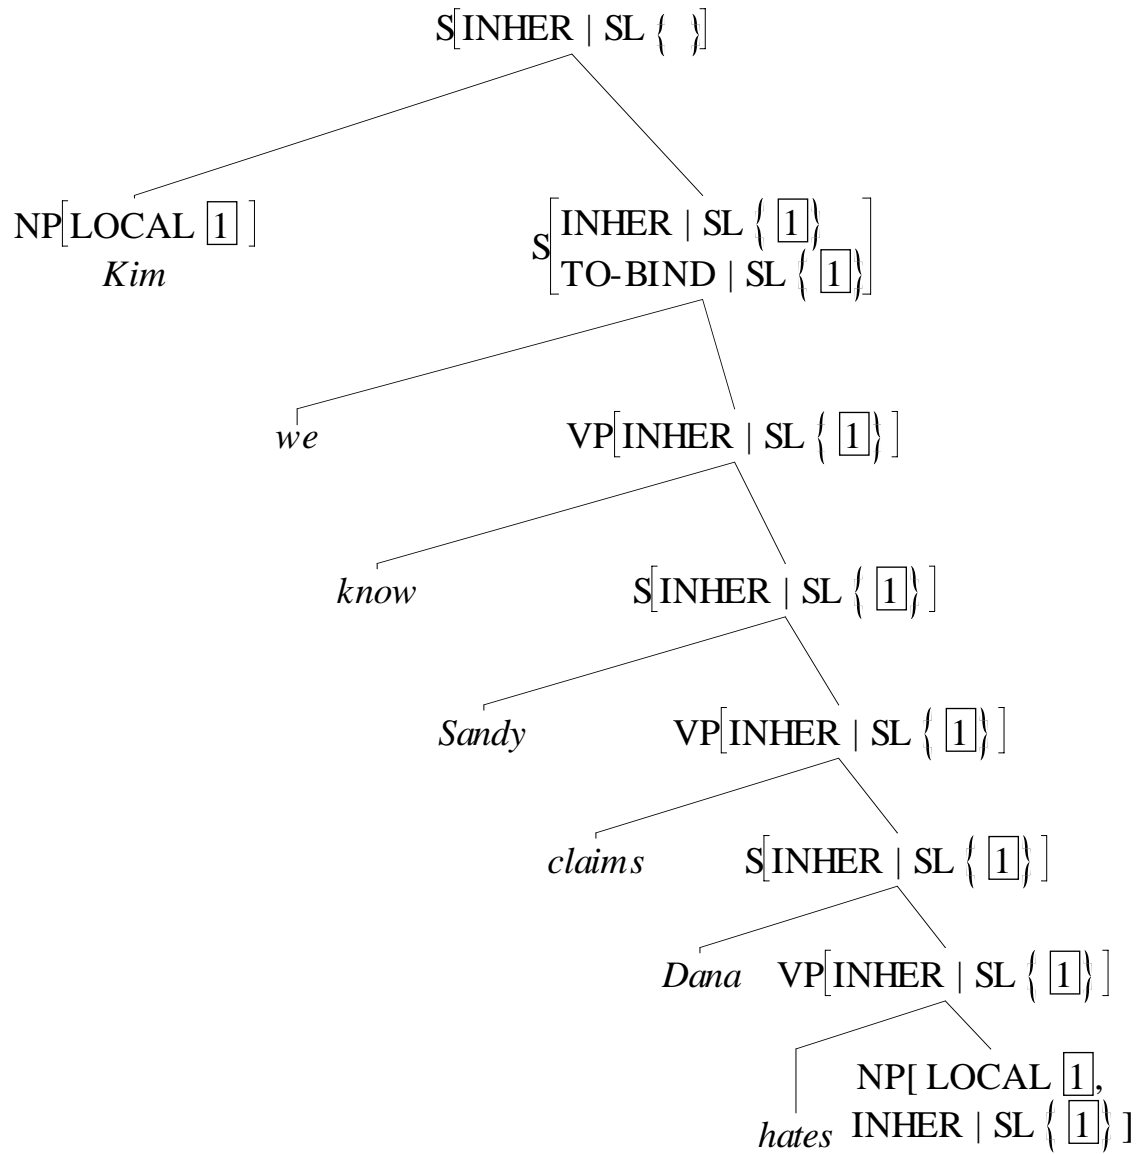 S[INHER | SL { }]
NP[LOCAL 1 ]
Kim
S[INHER | SL { 1 }
TO-BIND | SL { 1 }]
we
VP[INHER | SL { 1 } ]
know
S[INHER | SL { 1 } ]
Sandy
VP[INHER | SL { 1 } ]
claims
S[INHER | SL { 1 } ]
Dana
VP[INHER | SL { 1 } ]
hates
NP[ LOCAL 1 ,
INHER | SL { 1 } ]